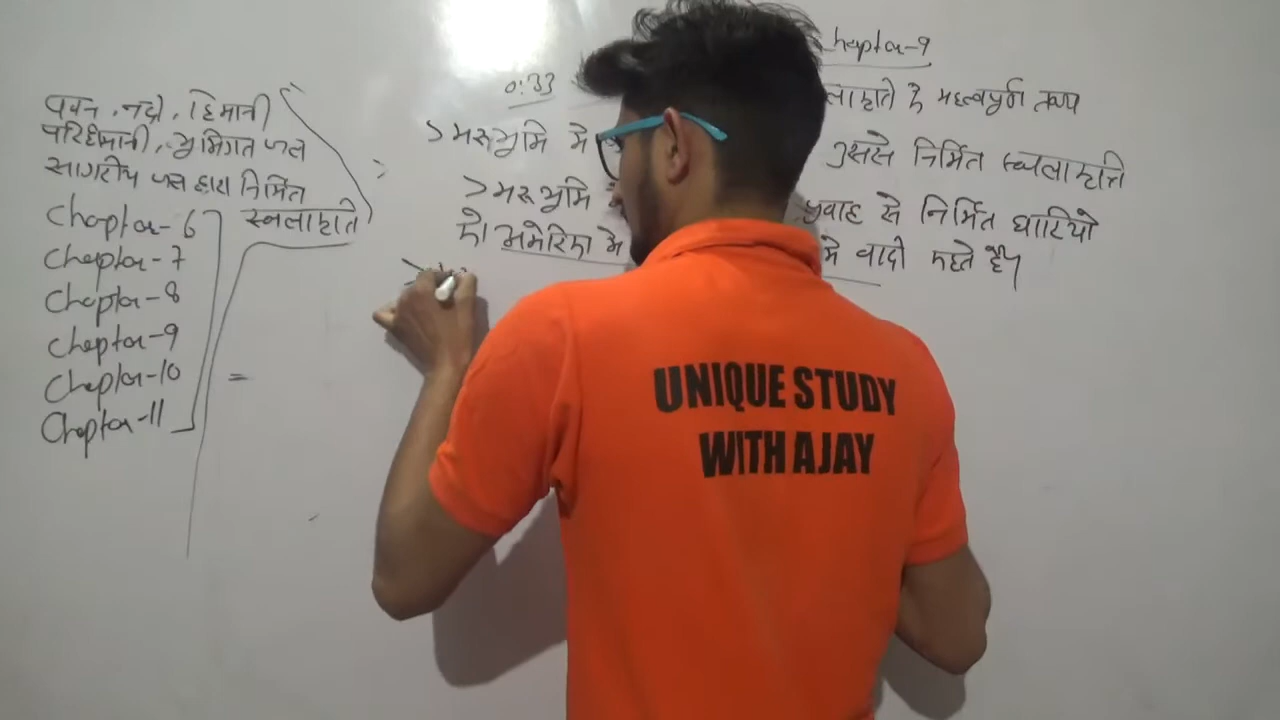 पवन, नदी, हिमानी
परिहिमानी, भूमिगत जल
सागरीय जल द्वारा निर्मित
स्थलाकृति
Chapter-6
Chapter-7
Chapter-8
Chapter-9
Chapter-10
Chapter-11
=
Chapter-9
0:33
के महत्वपूर्ण तथ्य
> मरुभूमि में
उससे निर्मित स्थलाकृति
> मरुभूमि
प्रवाह से निर्मित घाटियो
को अमेरिका में
मे वादी कहते है।
UNIQUE STUDY
WITH AJAY